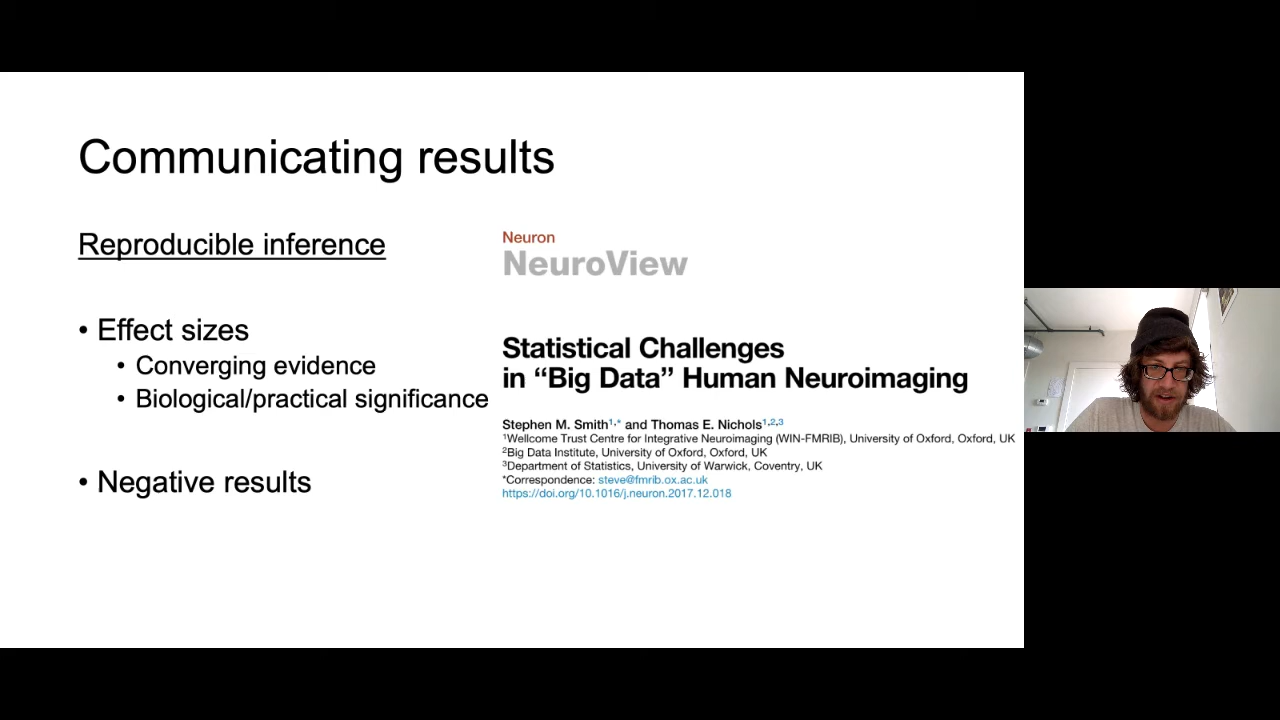 Communicating results
Reproducible inference
• Effect sizes
• Converging evidence
• Biological/practical significance
• Negative results
Neuron
NeuroView
Statistical Challenges
in “Big Data” Human Neuroimaging
Stephen M. Smith1,* and Thomas E. Nichols1,2,3
1Wellcome Trust Centre for Integrative Neuroimaging (WIN-FMRIB), University of Oxford, Oxford, UK
2Big Data Institute, University of Oxford, Oxford, UK
3Department of Statistics, University of Warwick, Coventry, UK
*Correspondence: steve@fmrib.ox.ac.uk
https://doi.org/10.1016/j.neuron.2017.12.018